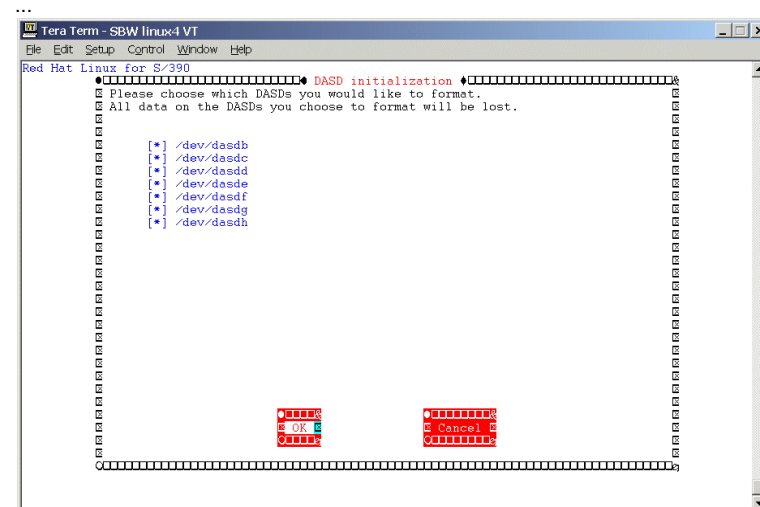 ...
Tera Term - SBW linux4 VT
File Edit Setup Control Window Help
Red Hat Linux for S/390
DASD initialization
Please choose which DASDs you would like to format.
All data on the DASDs you choose to format will be lost.
[*] /dev/dasdb
[*] /dev/dasdc
[*] /dev/dasdd
[*] /dev/dasde
[*] /dev/dasdf
[*] /dev/dasdg
[*] /dev/dasdh
OK Cancel